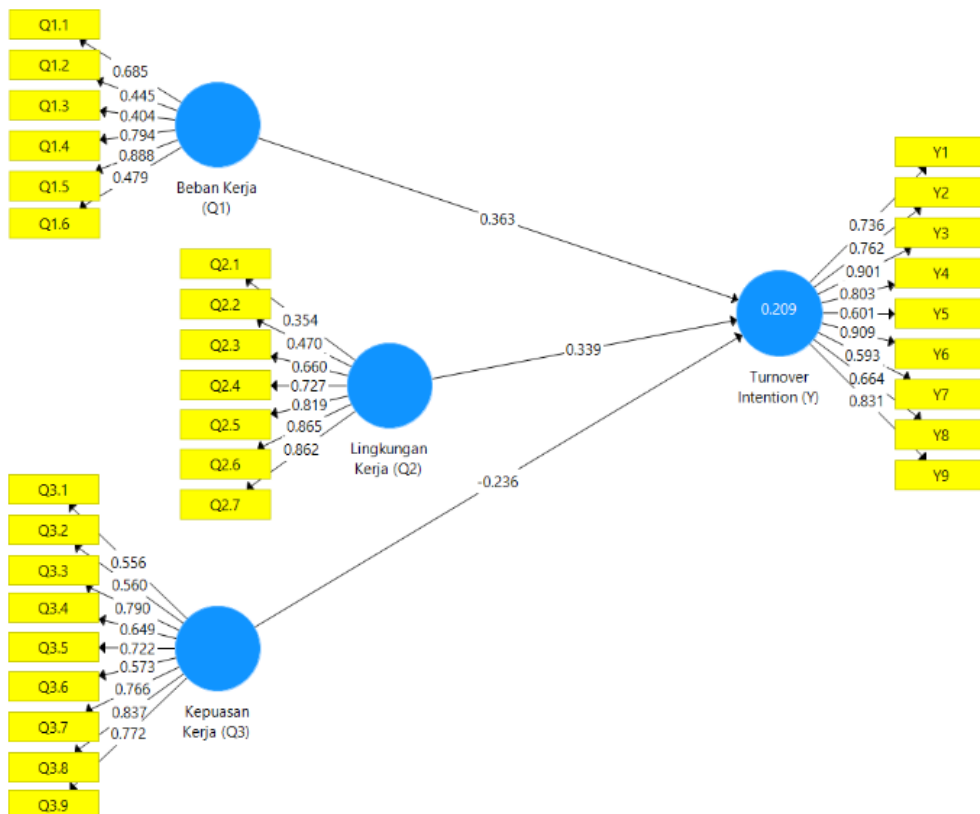 Q1.1
Q1.2
Q1.3
Q1.4
Q1.5
Q1.6
0.685
0.445
0.404
0.794
0.888
0.479
Beban Kerja
(Q1)
0.363
Q2.1
Q2.2
Q2.3
Q2.4
Q2.5
Q2.6
Q2.7
0.354
0.470
0.660
0.727
0.819
0.865
0.862
Lingkungan
Kerja (Q2)
0.339
Q3.1
Q3.2
Q3.3
Q3.4
Q3.5
Q3.6
Q3.7
Q3.8
Q3.9
0.556
0.560
0.790
0.649
0.722
0.573
0.766
0.837
0.772
Kepuasan
Kerja (Q3)
-0.236
0.209
Turnover
Intention (Y)
0.736
0.762
0.901
0.803
0.601
0.909
0.593
0.664
0.831
Y1
Y2
Y3
Y4
Y5
Y6
Y7
Y8
Y9